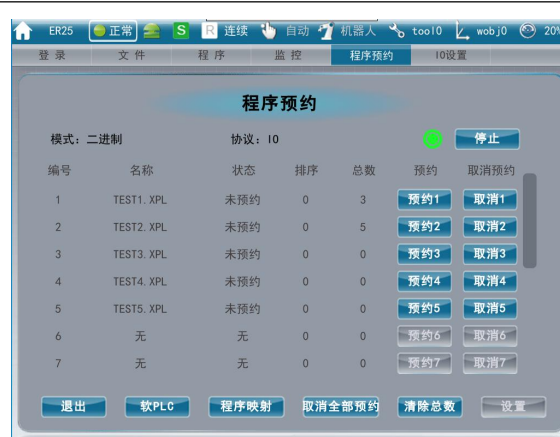 ER25 正常 S R 连续 自动 机器人 tool0 wobj0 20%
登录 文件 程序 监控 程序预约 IO设置
程序预约
模式：二进制 协议：IO 停止
编号 名称 状态 排序 总数 预约 取消预约
1 TEST1.XPL 未预约 0 3 预约1 取消1
2 TEST2.XPL 未预约 0 5 预约2 取消2
3 TEST3.XPL 未预约 0 0 预约3 取消3
4 TEST4.XPL 未预约 0 0 预约4 取消4
5 TEST5.XPL 未预约 0 0 预约5 取消5
6 无 无 0 0 预约6 取消6
7 无 无 0 0 预约7 取消7
退出 软PLC 程序映射 取消全部预约 清除总数 设置